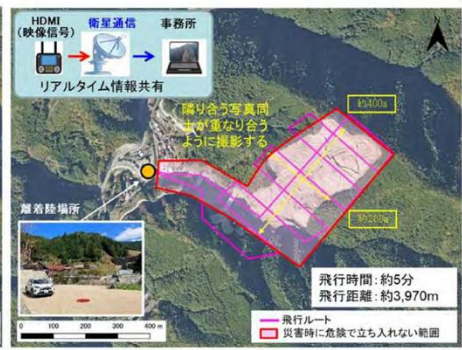 HDMI
(映像信号)
衛星通信
事務所
リアルタイム情報共有
隣り合う写真同
士が重なり合う
ように撮影する
約400m
約200m
離着陸場所
飛行時間:約5分
飛行距離:約3,970m
0 100 200 300 400 m
飛行ルート
災害時に危険で立ち入れない範囲